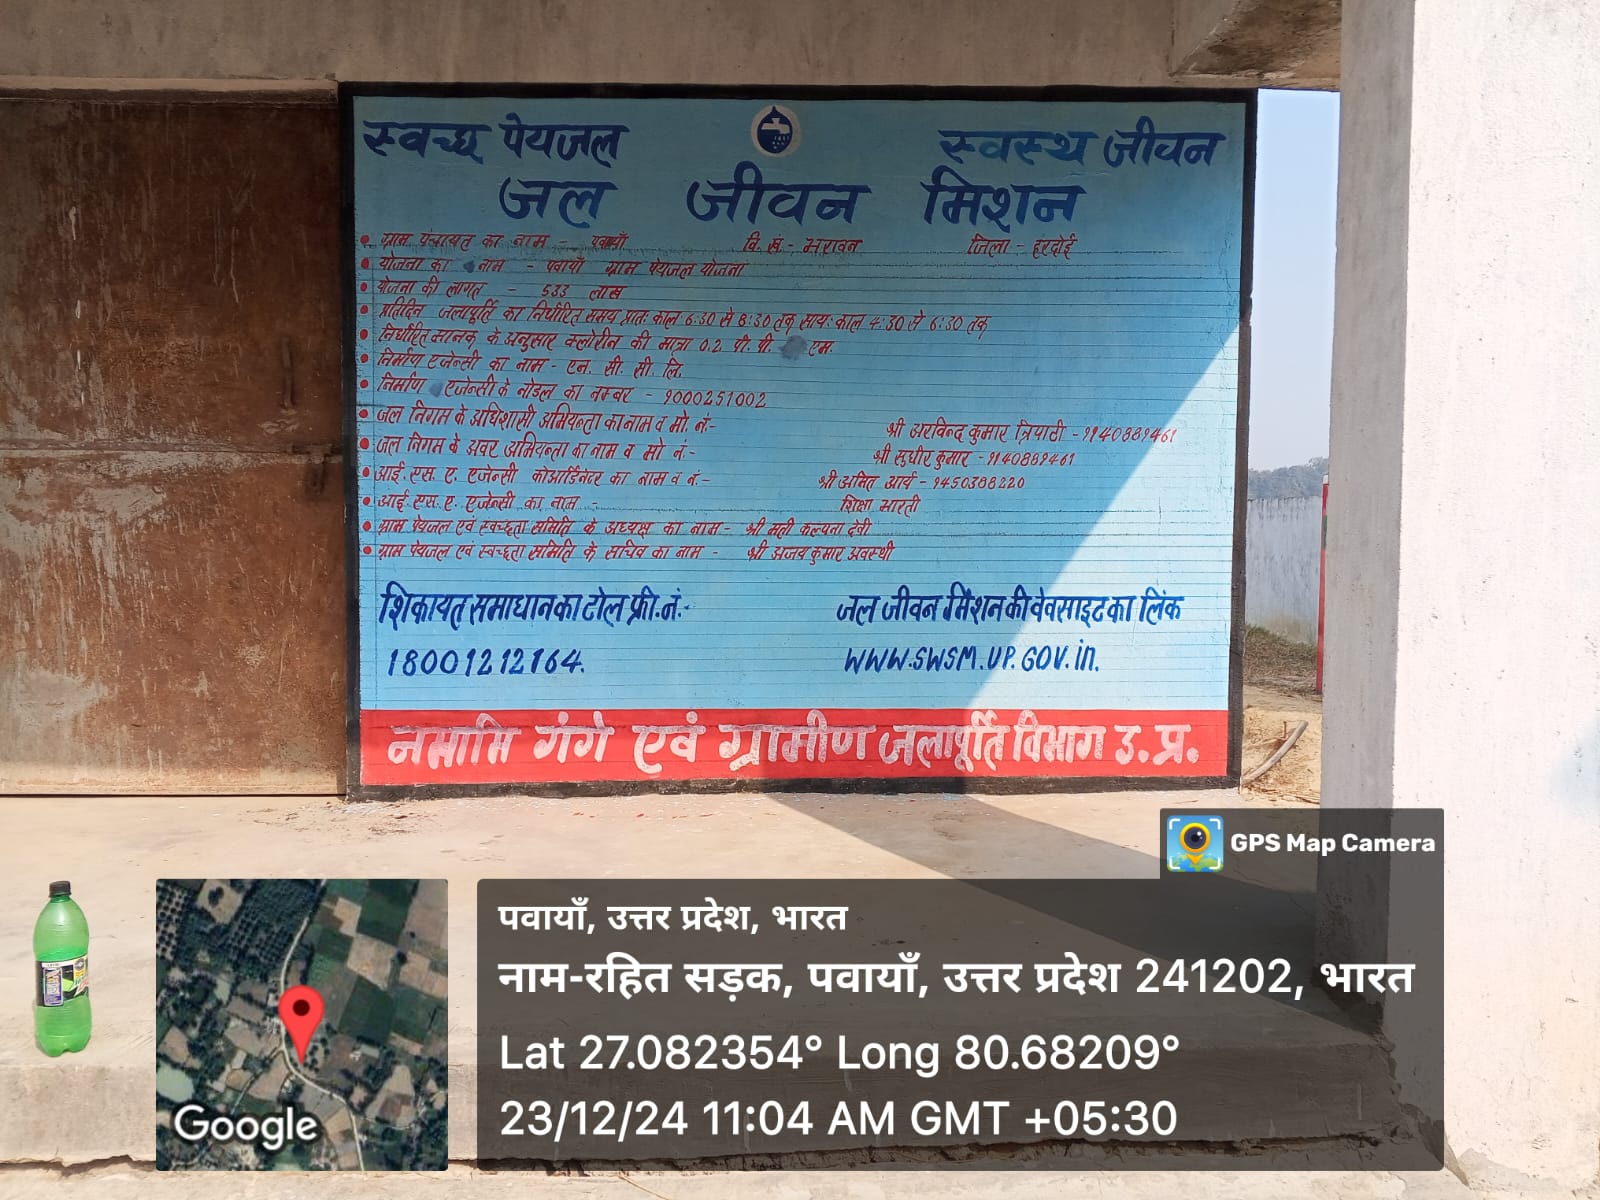 स्वच्छ पेयजल स्वस्थ जीवन
जल जीवन मिशन
ग्राम पंचायत का नाम - पवायाँ वि. खं.- भरावन जिला - हरदोई
योजना का नाम - पवायाँ ग्राम पेयजल योजना
योजना की लागत - 533 लाख
प्रतिदिन जलापूर्ति का निर्धारित समय प्रातः काल 6:30 से 8:30 तक सायः काल 4:30 से 6:30 तक
निर्धारित मानक के अनुसार क्लोरीन की मात्रा 0.2 पी. पी. एम.
निर्माण एजेन्सी का नाम - एन. सी. सी. लि.
निर्माण एजेन्सी के नोडल का नम्बर - 9000251002
जल निगम के अधिशासी अभियन्ता का नाम व मो. नं:- श्री अरविन्द कुमार त्रिपाठी - 9140889461
जल निगम के अवर अभियन्ता का नाम व मो नं:- श्री सुधीर कुमार - 9140889461
आई. एस. ए. एजेन्सी कोआर्डिनेटर का नाम व नं.- श्री अमित आर्य - 9450388220
आई. एस. ए. एजेन्सी का नाम :- शिक्षा भारती
ग्राम पेयजल एवं स्वच्छता समिति के अध्यक्ष का नाम - श्री मती कल्पना देवी
ग्राम पेयजल एवं स्वच्छता समिति के सचिव का नाम - श्री अजय कुमार अवस्थी
शिकायत समाधान का टोल फ्री. नं:- जल जीवन मिशन की वेवसाइट का लिंक
18001212164. WWW.SWSM.UP.GOV.in.
नमामि गंगे एवं ग्रामीण जलापूर्ति विभाग उ. प्र.
GPS Map Camera
पवायाँ, उत्तर प्रदेश, भारत
नाम-रहित सड़क, पवायाँ, उत्तर प्रदेश 241202, भारत
Lat 27.082354° Long 80.68209°
23/12/24 11:04 AM GMT +05:30
Google